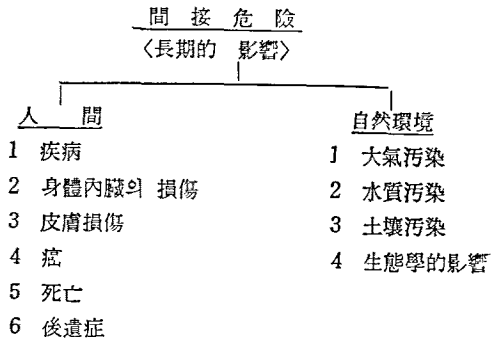 間接危險
〈長期的 影響〉
人 間
1 疾病
2 身體內臟의 損傷
3 皮膚損傷
4 癌
5 死亡
6 後遺症
自然環境
1 大氣汚染
2 水質汚染
3 土壤汚染
4 生態學的影響